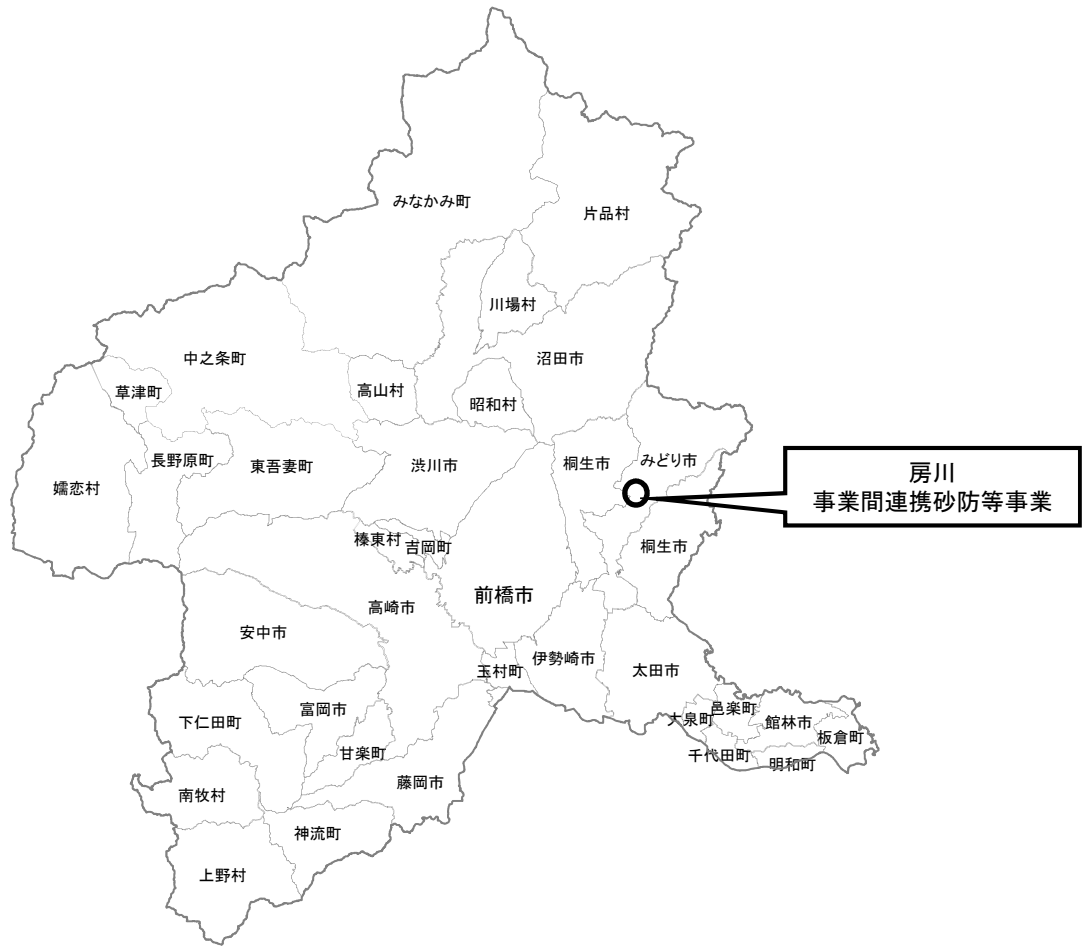 みなかみ町
片品村
川場村
中之条町
沼田市
草津町
高山村
昭和村
長野原町
東吾妻町
渋川市
桐生市
みどり市
嬬恋村
房川
事業間連携砂防等事業
榛東村
吉岡町
桐生市
前橋市
高崎市
安中市
伊勢崎市
玉村町
太田市
下仁田町
富岡市
大泉町
邑楽町
館林市
板倉町
甘楽町
千代田町
明和町
藤岡市
南牧村
神流町
上野村